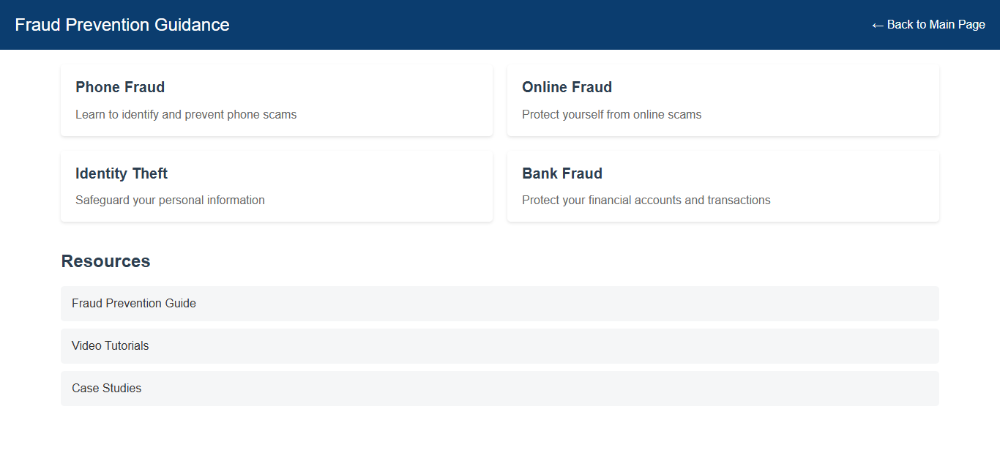 Fraud Prevention Guidance
← Back to Main Page
Phone Fraud
Learn to identify and prevent phone scams
Online Fraud
Protect yourself from online scams
Identity Theft
Safeguard your personal information
Bank Fraud
Protect your financial accounts and transactions
Resources
Fraud Prevention Guide
Video Tutorials
Case Studies